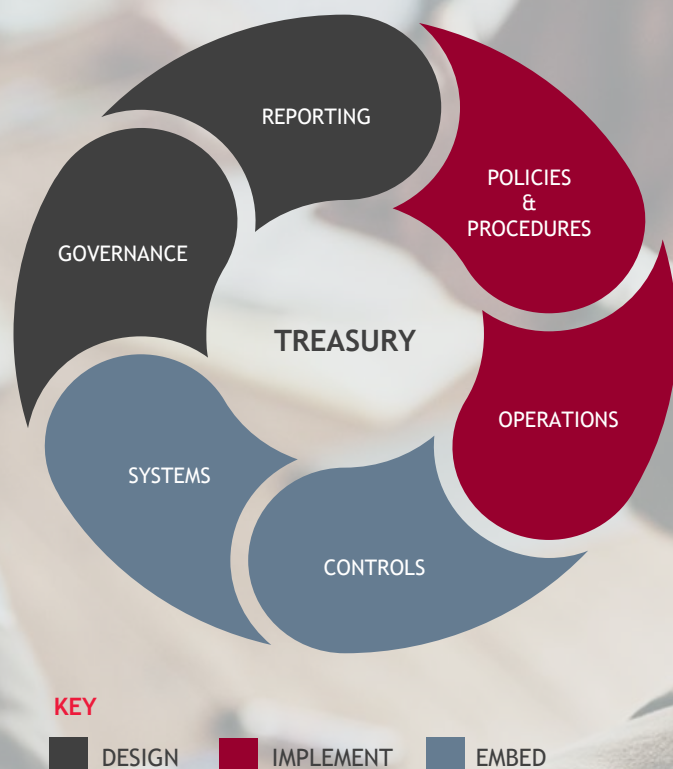 REPORTING
POLICIES
&
PROCEDURES
GOVERNANCE
TREASURY
OPERATIONS
SYSTEMS
CONTROLS
KEY
DESIGN
IMPLEMENT
EMBED